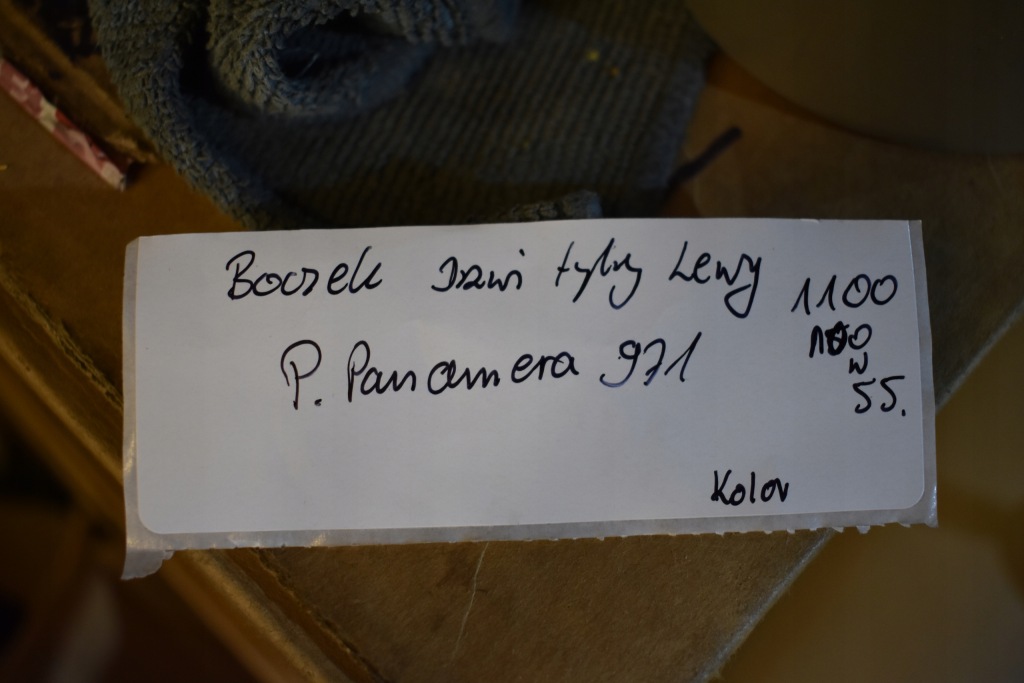 Boczek Drzwi tylny Lewy 1100
P. Panamera 971
100
w
55.
Kolor